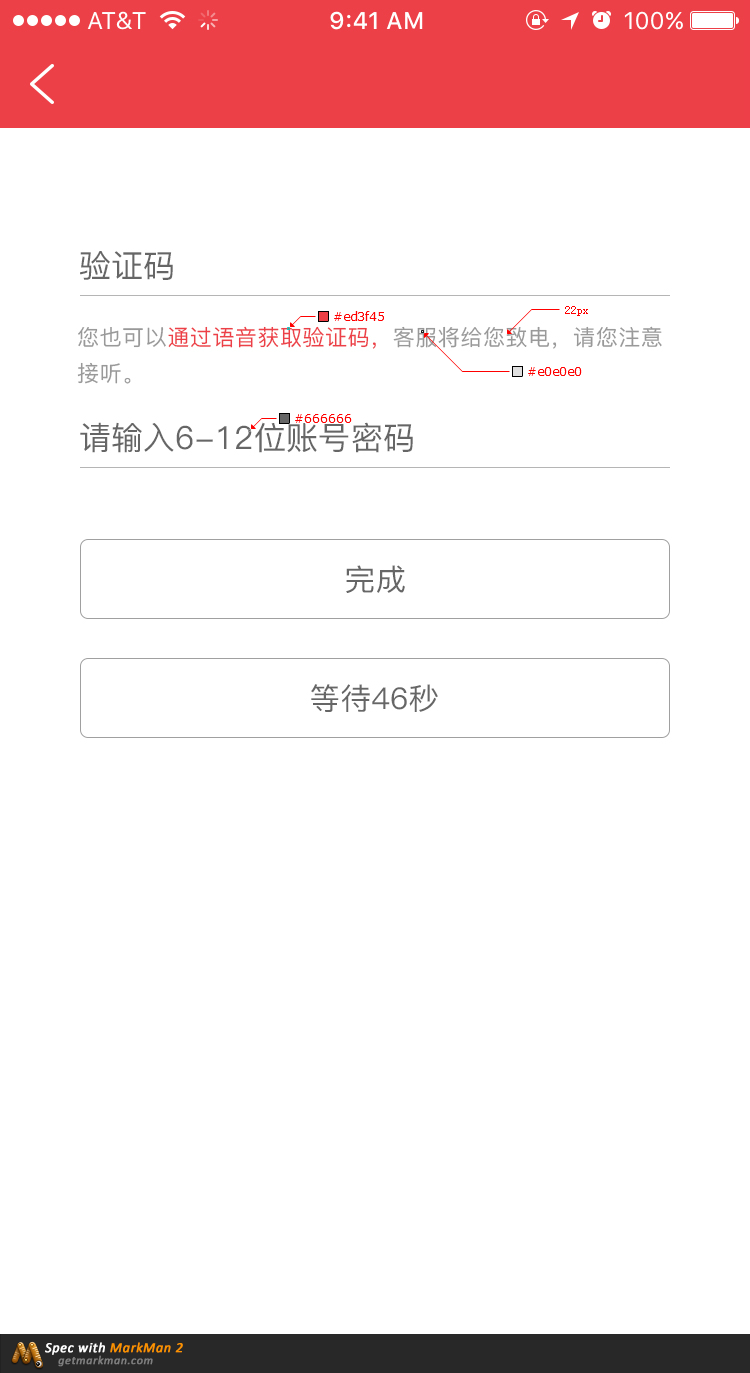 AT&T 9:41 AM 100%
验证码
#ed3f45
22px
您也可以通过语音获取验证码，客服将给您致电，请您注意
接听。
#e0e0e0
#666666
请输入6-12位账号密码
完成
等待46秒
Spec with MarkMan 2
getmarkman.com